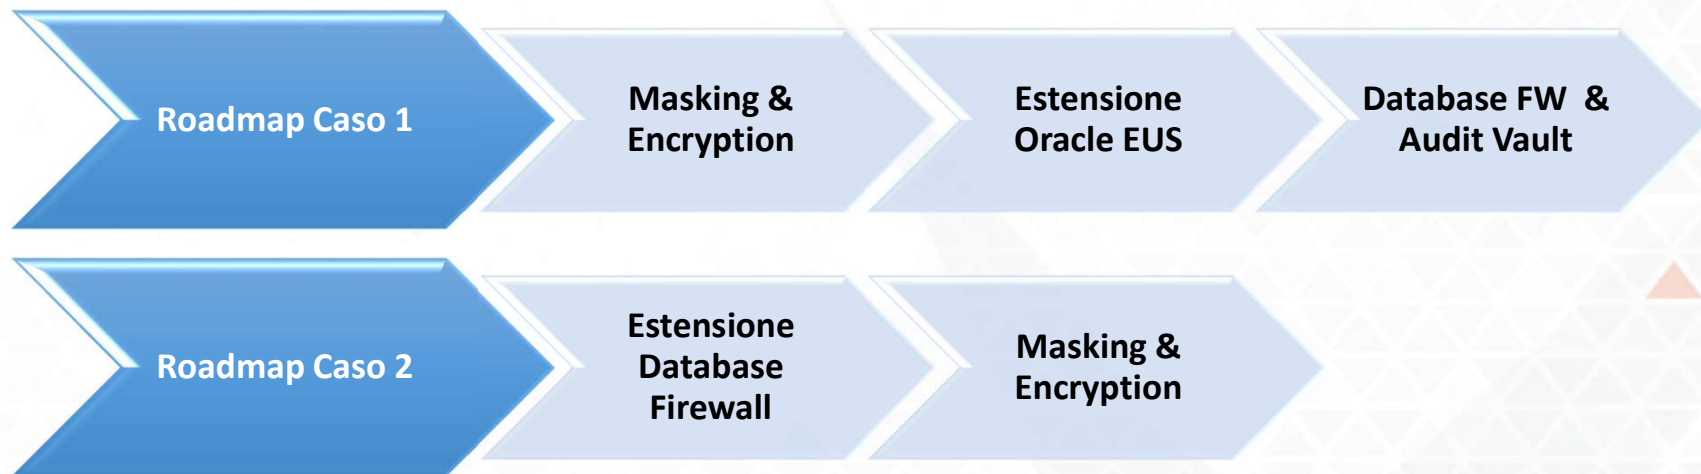 Roadmap Caso 1
Masking &
Encryption
Estensione
Oracle EUS
Database FW &
Audit Vault
Roadmap Caso 2
Estensione
Database
Firewall
Masking &
Encryption